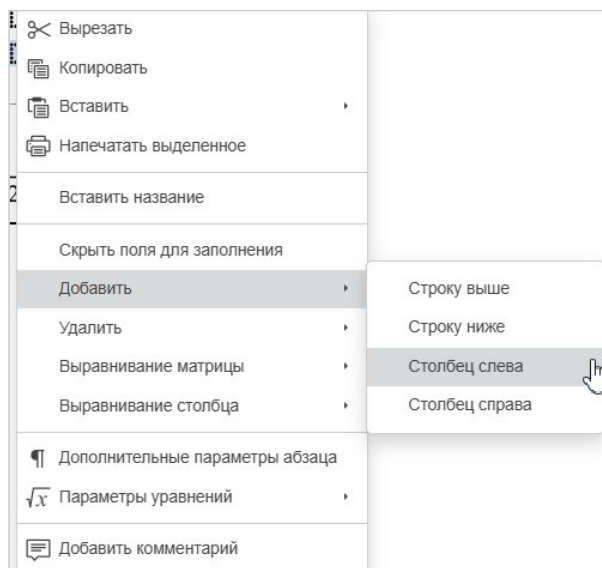 Вырезать
Копировать
Вставить
Напечатать выделенное
2
Вставить название
Скрыть поля для заполнения
Добавить
Строку выше
Удалить
Строку ниже
Выравнивание матрицы
Столбец слева
Выравнивание столбца
Столбец справа
¶ Дополнительные параметры абзаца
√x Параметры уравнений
Добавить комментарий